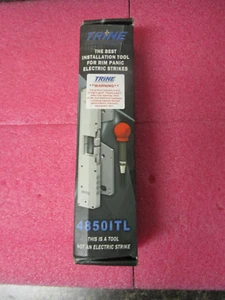 TRINE
THE BEST
INSTALLATION TOOL
FOR RIM PANIC
ELECTRIC STRIKES
TRINE
**WARNING**
4850ITL
THIS IS A TOOL
NOT AN ELECTRIC STRIKE